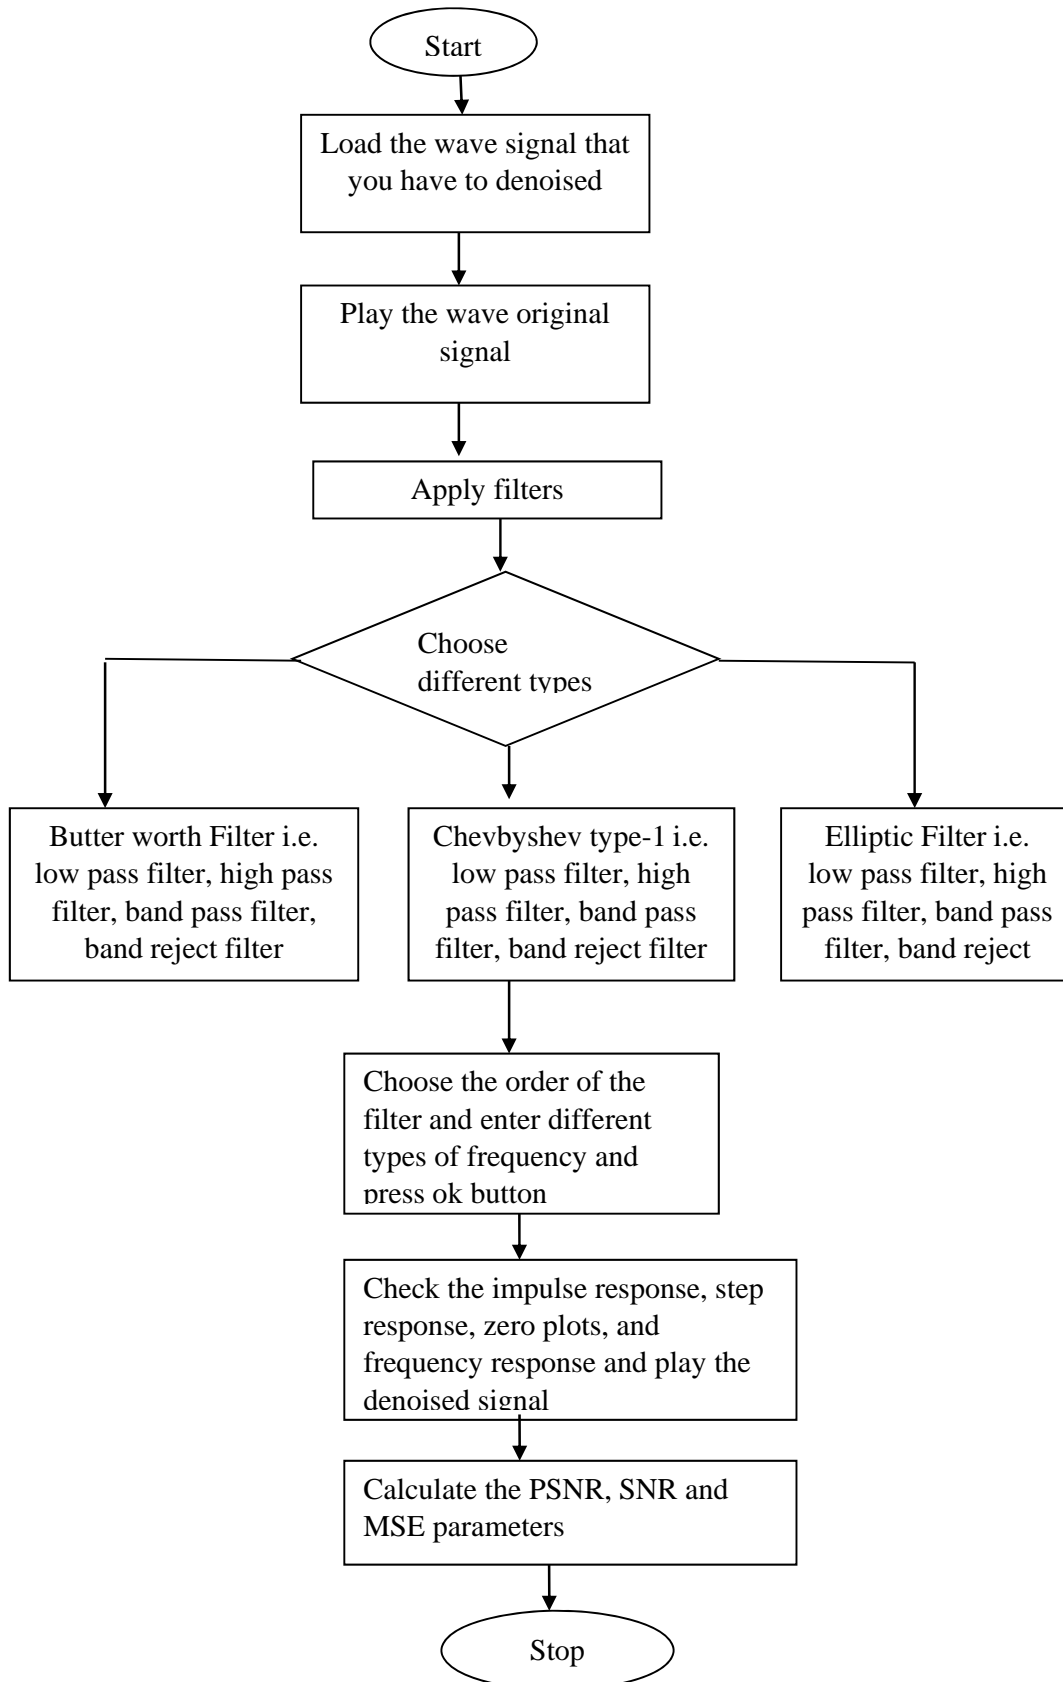 Start
Load the wave signal that
you have to denoised
Play the wave original
signal
Apply filters
Choose
different types
Butter worth Filter i.e.
low pass filter, high pass
filter, band pass filter,
band reject filter
Chevbyshev type-1 i.e.
low pass filter, high
pass filter, band pass
filter, band reject filter
Elliptic Filter i.e.
low pass filter, high
pass filter, band pass
filter, band reject
Choose the order of the
filter and enter different
types of frequency and
press ok button
Check the impulse response, step
response, zero plots, and
frequency response and play the
denoised signal
Calculate the PSNR, SNR and
MSE parameters
Stop